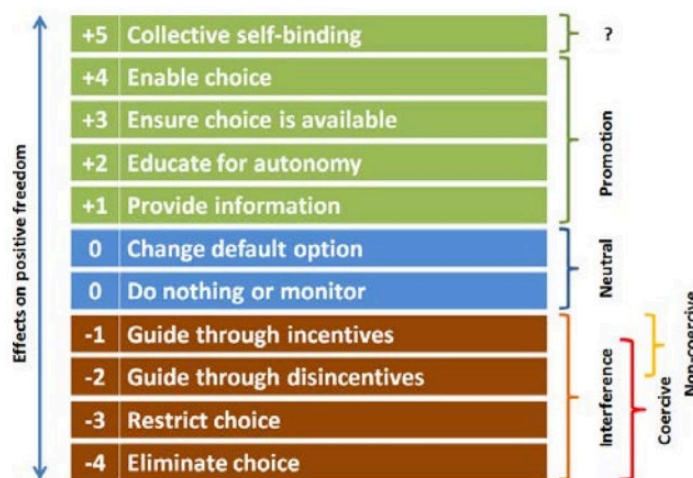 Effects on positive freedom
+5 Collective self-binding
+4 Enable choice
+3 Ensure choice is available
+2 Educate for autonomy
+1 Provide information
0 Change default option
0 Do nothing or monitor
-1 Guide through incentives
-2 Guide through disincentives
-3 Restrict choice
-4 Eliminate choice
?
Promotion
Neutral
Interference
Coercive
Non-coercive